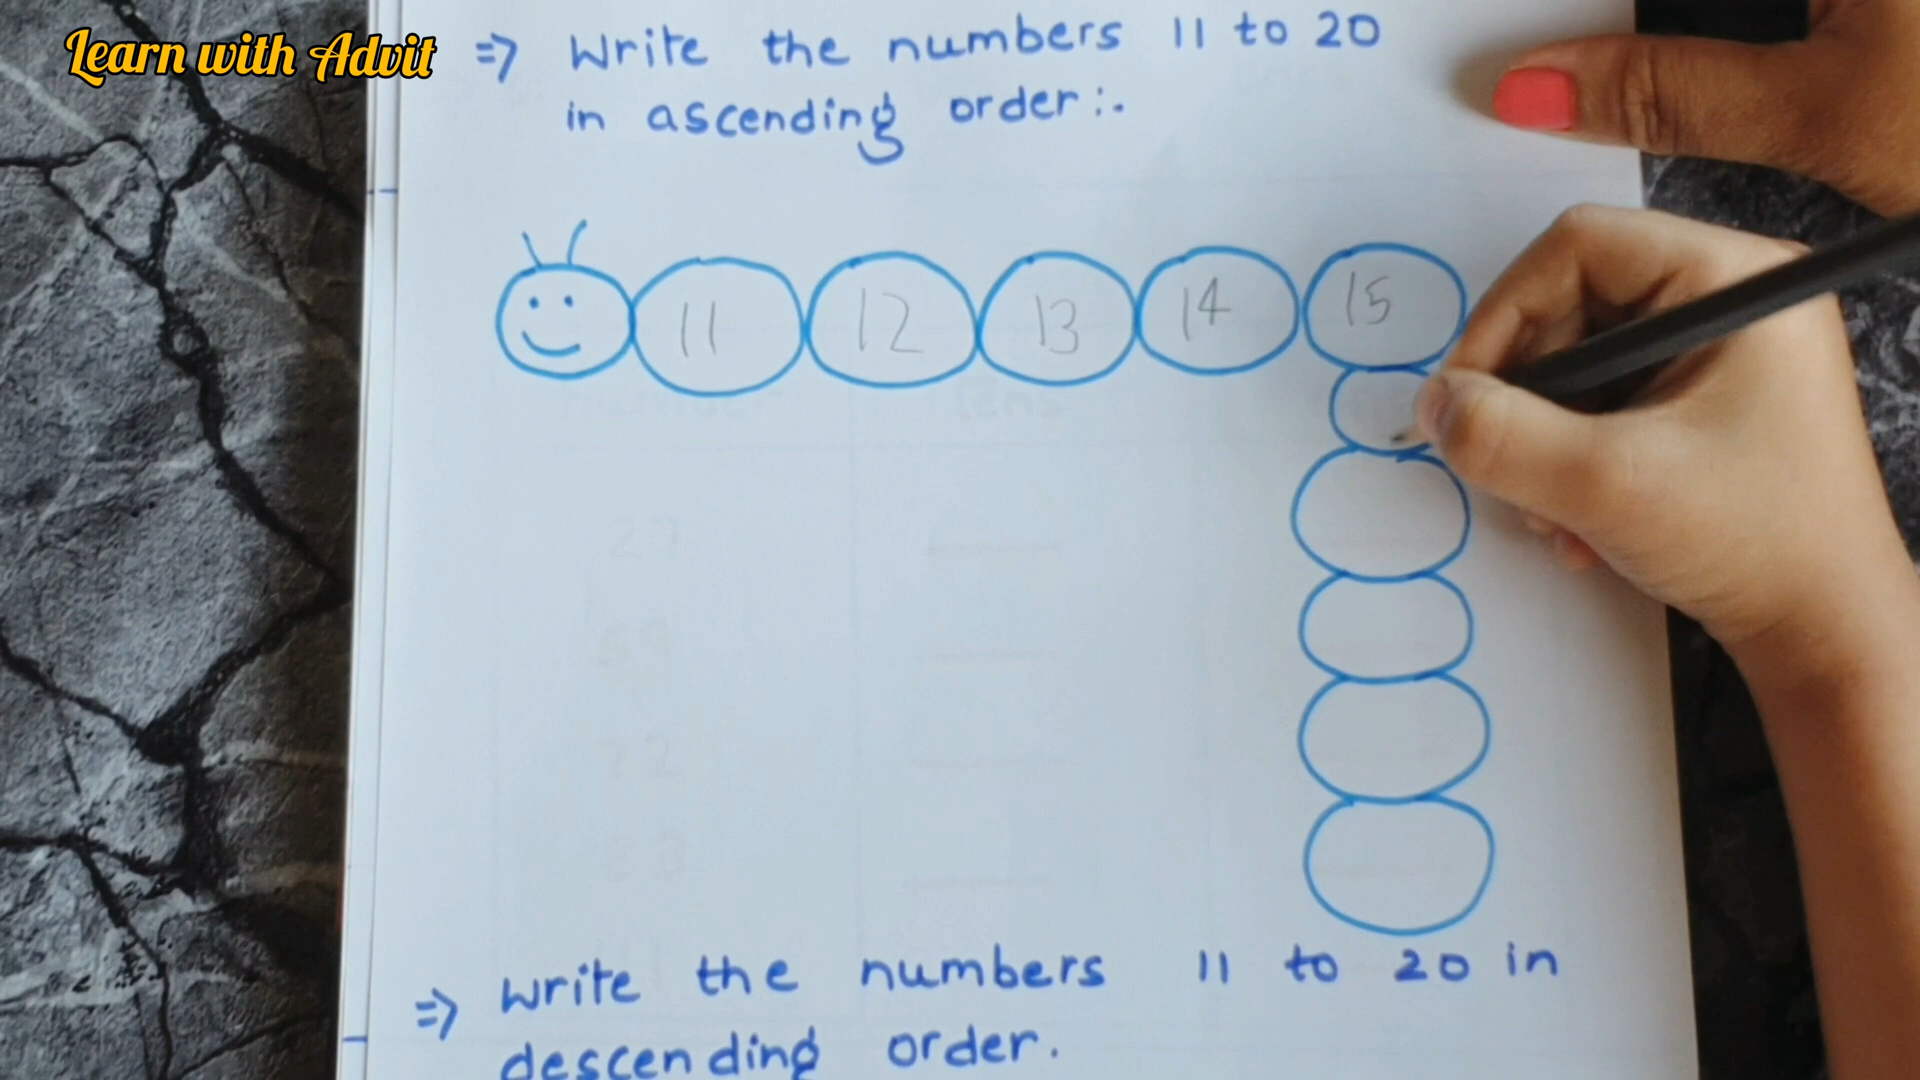 Learn with Advit
=> Write the numbers 11 to 20
in ascending order:.
11 12 13 14 15
=> Write the numbers 11 to 20 in
descending order.